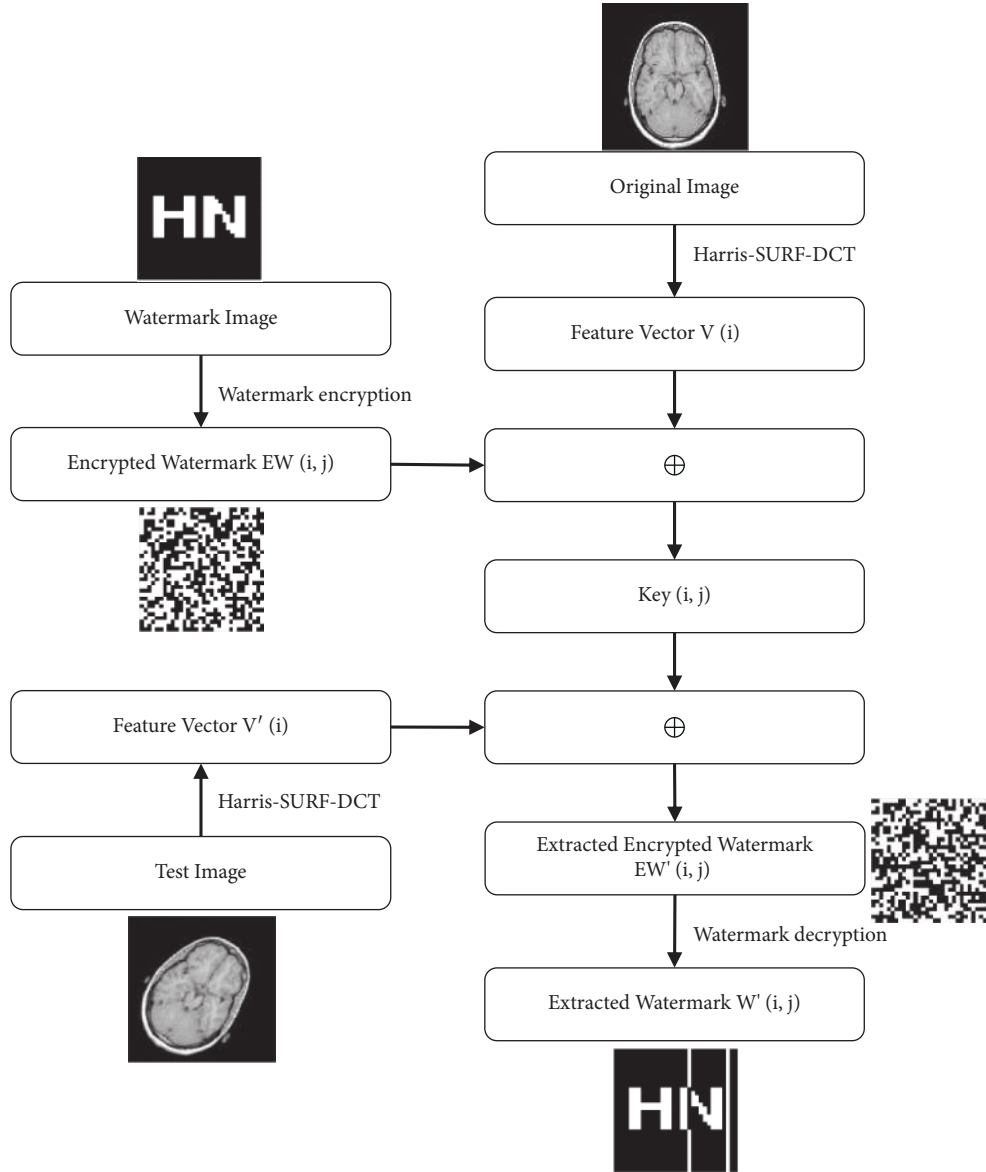 Original Image
Harris-SURF-DCT
HN
Watermark Image
Feature Vector V (i)
Watermark encryption
Encrypted Watermark EW (i, j)
⊕
Key (i, j)
Feature Vector V′ (i)
⊕
Harris-SURF-DCT
Test Image
Extracted Encrypted Watermark
EW' (i, j)
Watermark decryption
Extracted Watermark W' (i, j)
HN